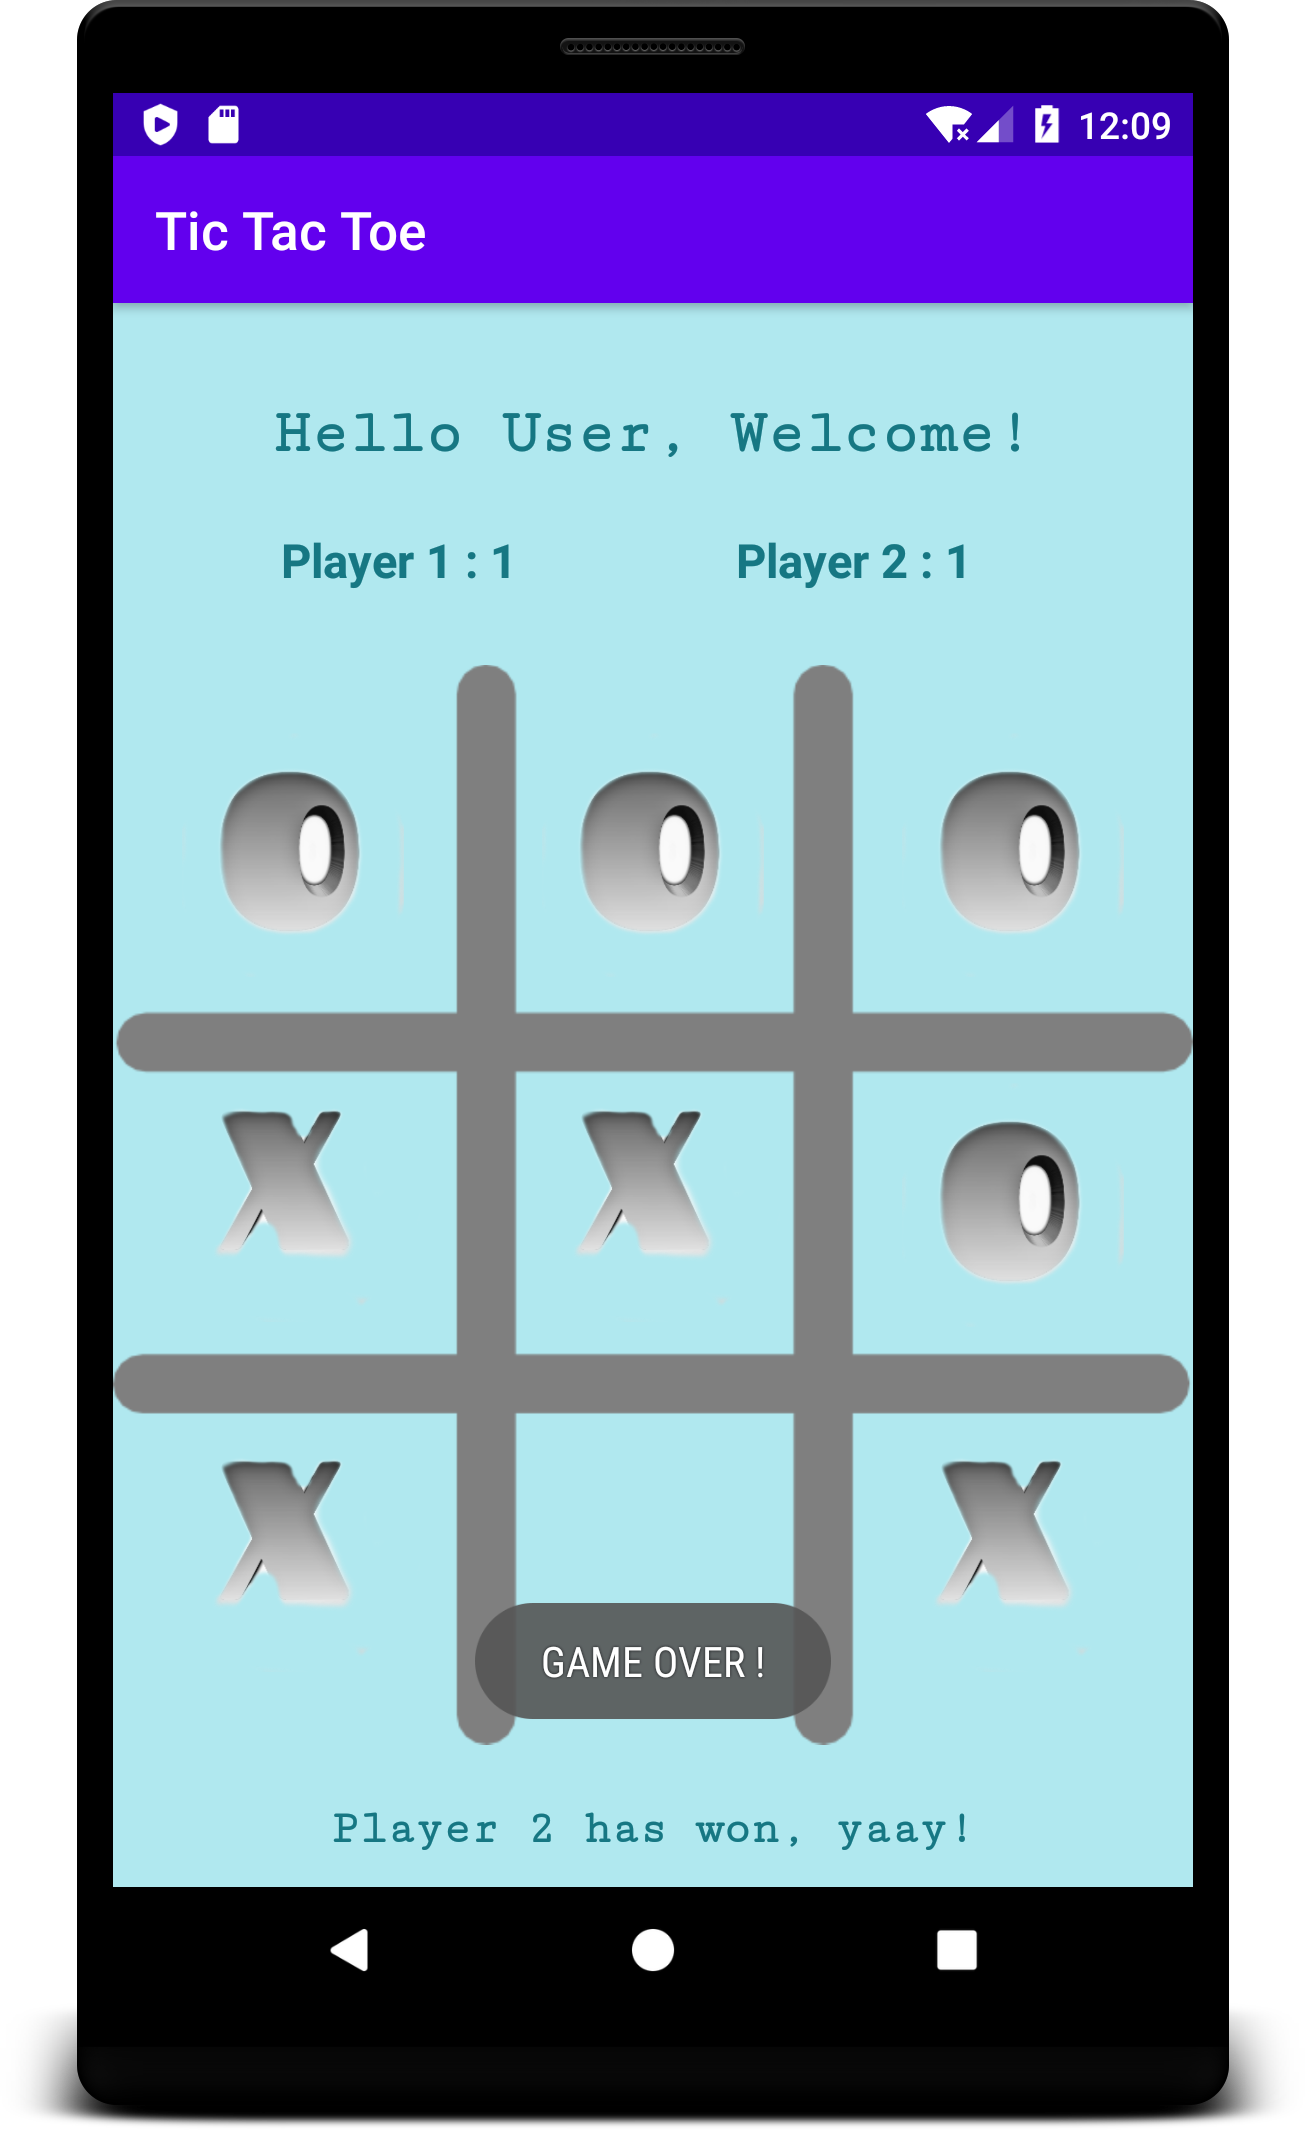 12:09
Tic Tac Toe
Hello User, Welcome!
Player 1 : 1 Player 2 : 1
O O O
X X O
X X
GAME OVER !
Player 2 has won, yaay!